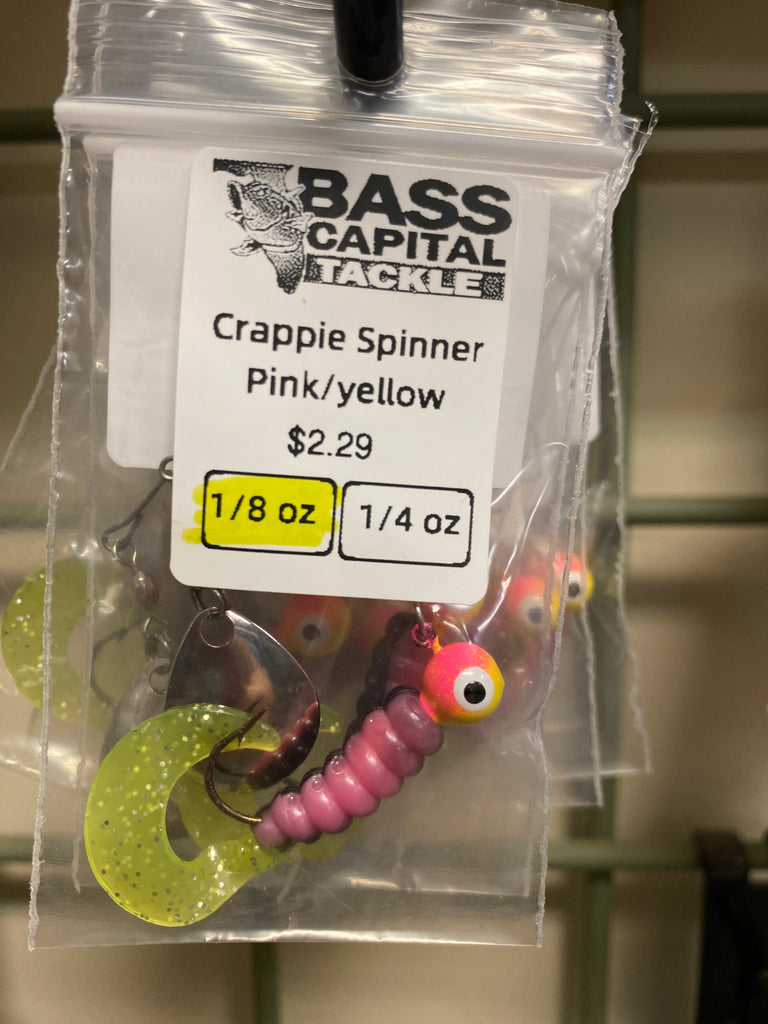 BASS
CAPITAL
TACKLE
Crappie Spinner
Pink/yellow
$2.29
1/8 oz 1/4 oz